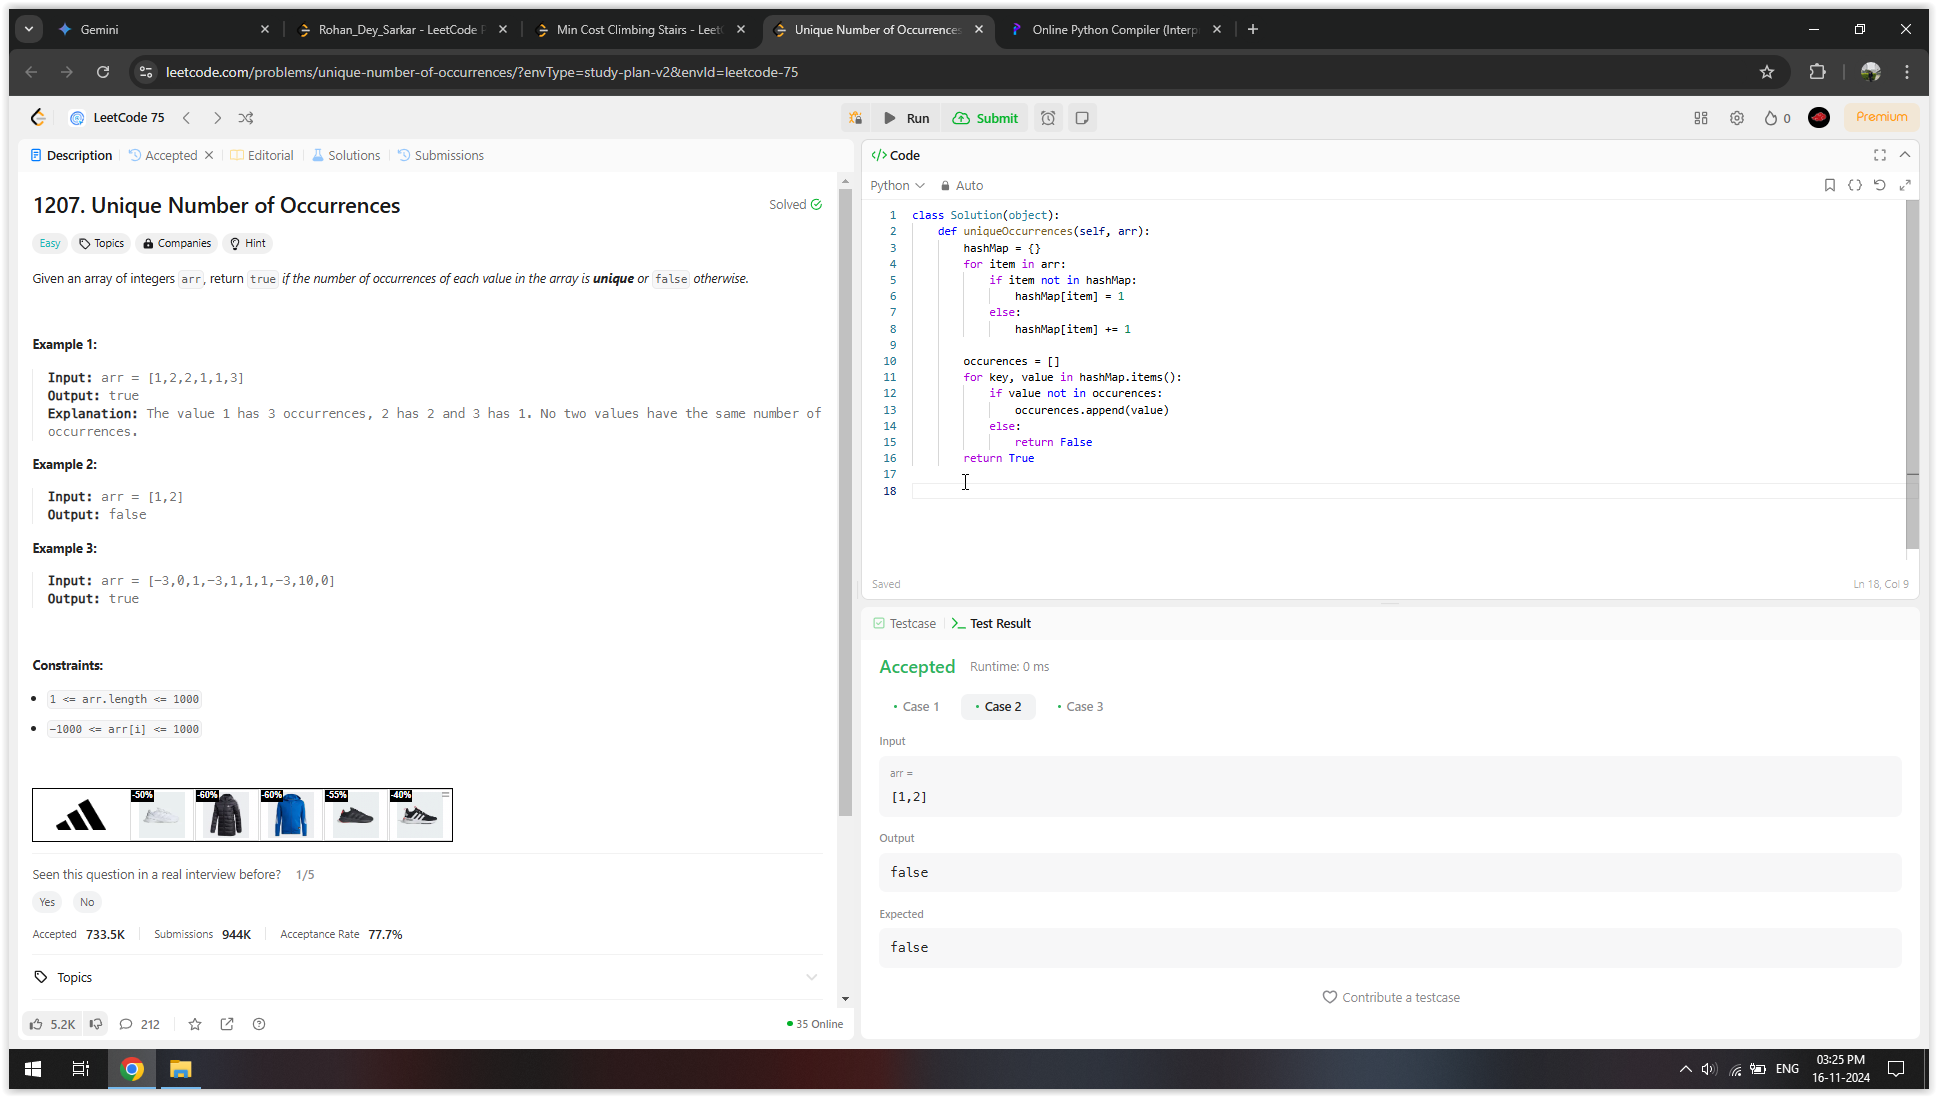 Gemini
Rohan_Dey_Sarkar - LeetCode P
Min Cost Climbing Stairs - LeetC
Unique Number of Occurrences
Online Python Compiler (Interp
leetcode.com/problems/unique-number-of-occurrences/?envType=study-plan-v2&envId=leetcode-75
LeetCode 75
Run
Submit
0
Premium
Description
Accepted
Editorial
Solutions
Submissions
1207. Unique Number of Occurrences
Solved
Easy
Topics
Companies
Hint
Given an array of integers arr, return true if the number of occurrences of each value in the array is unique or false otherwise.
Example 1:
Input: arr = [1,2,2,1,1,3]
Output: true
Explanation: The value 1 has 3 occurrences, 2 has 2 and 3 has 1. No two values have the same number of
occurrences.
Example 2:
Input: arr = [1,2]
Output: false
Example 3:
Input: arr = [-3,0,1,-3,1,1,1,-3,10,0]
Output: true
Constraints:
• 1 <= arr.length <= 1000
• -1000 <= arr[i] <= 1000
-50%
-60%
-60%
-55%
-40%
Seen this question in a real interview before? 1/5
Yes
No
Accepted 733.5K
Submissions 944K
Acceptance Rate 77.7%
Topics
5.2K
212
35 Online
</> Code
Python
Auto
1 class Solution(object):
2 def uniqueOccurrences(self, arr):
3 hashMap = {}
4 for item in arr:
5 if item not in hashMap:
6 hashMap[item] = 1
7 else:
8 hashMap[item] += 1
9
10 occurences = []
11 for key, value in hashMap.items():
12 if value not in occurences:
13 occurences.append(value)
14 else:
15 return False
16 return True
17
18
Saved
Ln 18, Col 9
Testcase
>_ Test Result
Accepted
Runtime: 0 ms
• Case 1
• Case 2
• Case 3
Input
arr =
[1,2]
Output
false
Expected
false
Contribute a testcase
ENG
03:25 PM
16-11-2024